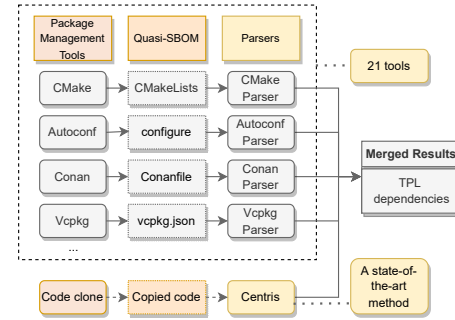 Package
Management
Tools
Quasi-SBOM
Parsers
21 tools
CMake
CMakeLists
CMake
Parser
Autoconf
configure
Autoconf
Parser
Conan
Conanfile
Conan
Parser
Vcpkg
vcpkg.json
Vcpkg
Parser
...
Merged Results
TPL
dependencies
Code clone
Copied code
Centris
A state-of-
the-art
method